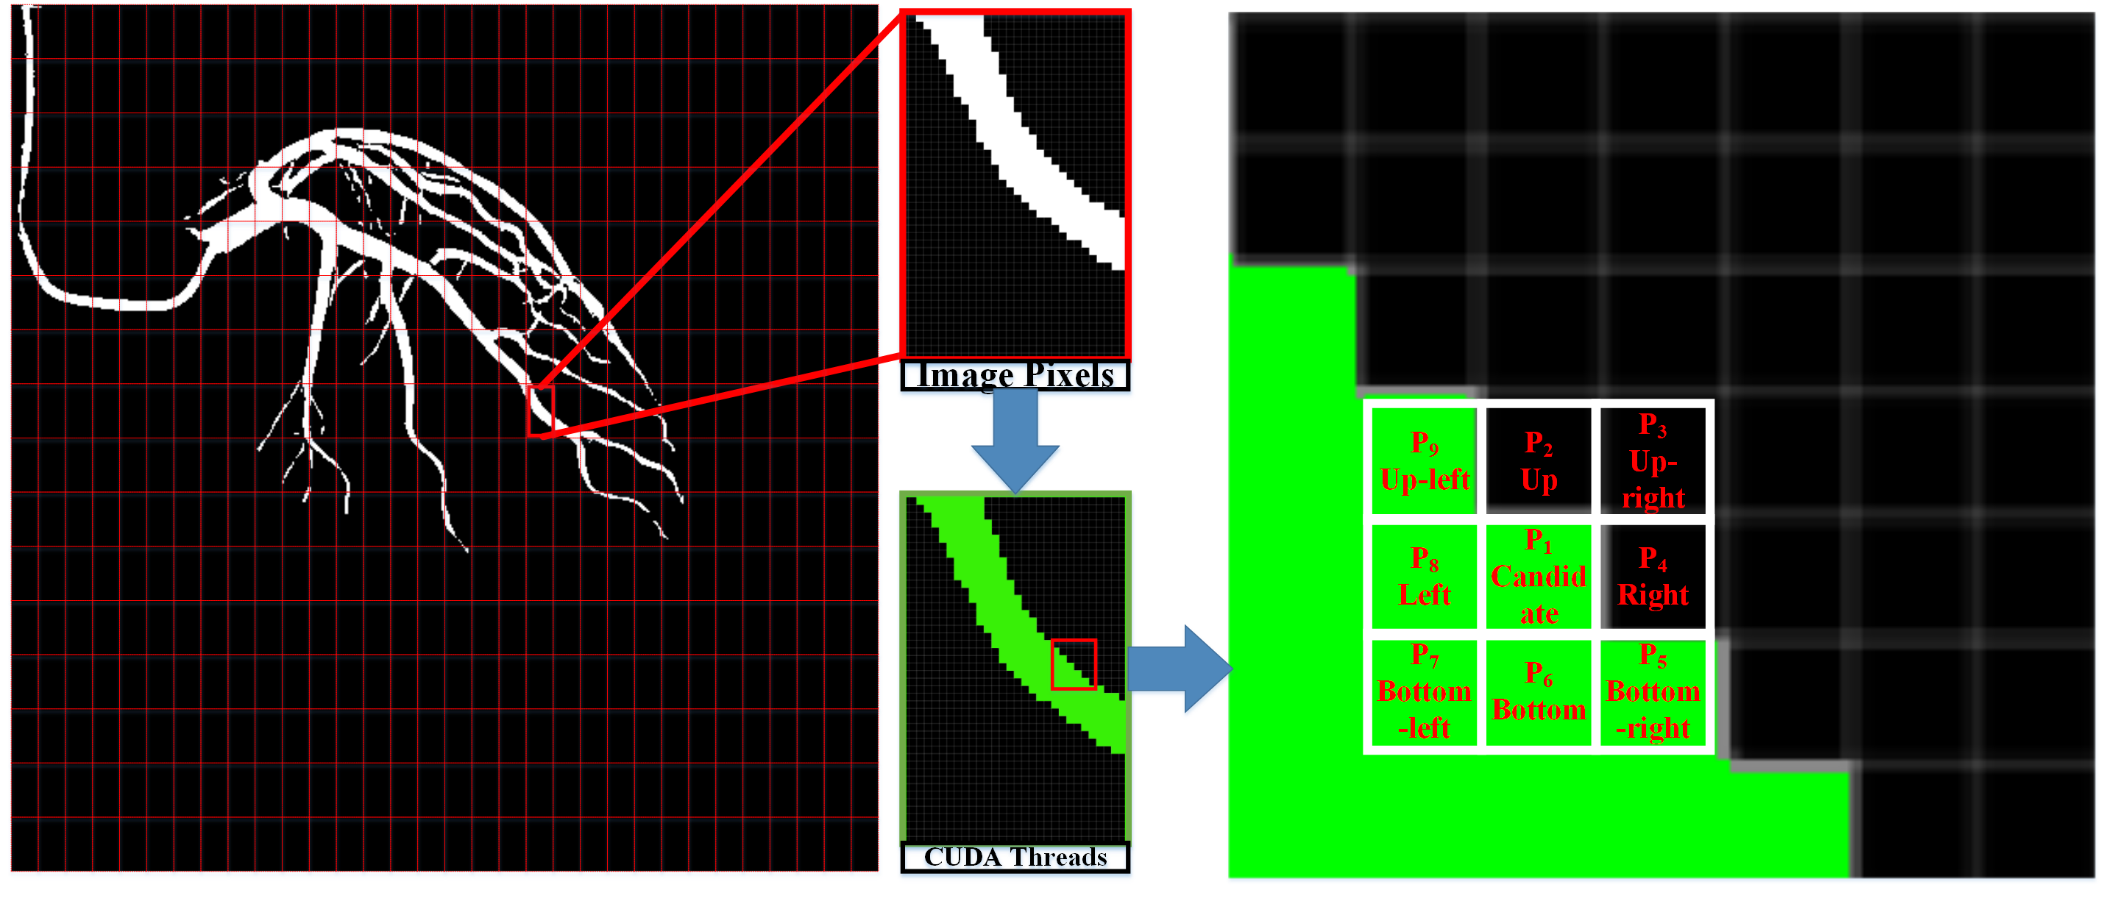 Image Pixels
CUDA Threads
P9
Up-left
P2
Up
P3
Up-
right
P8
Left
P1
Candid
ate
P4
Right
P7
Bottom
-left
P6
Bottom
P5
Bottom
-right